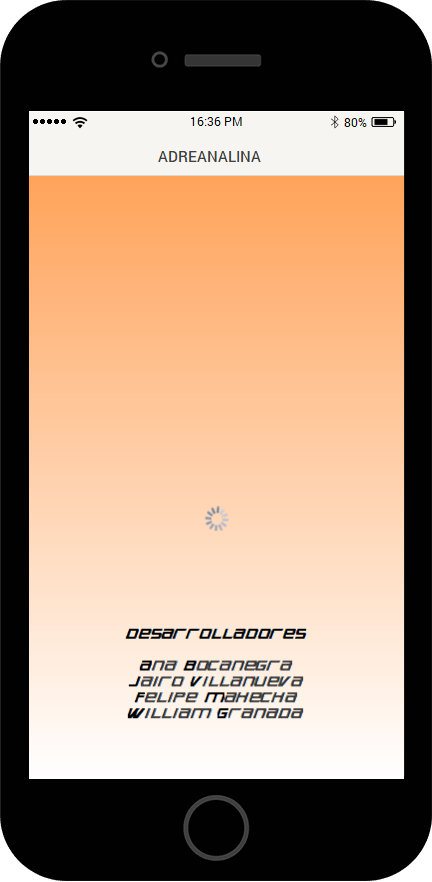 16:36 PM
80%
ADREANALINA
Desarrolladores
Ana Bocanegra
Jairo Villanueva
Felipe Mahecha
William Granada